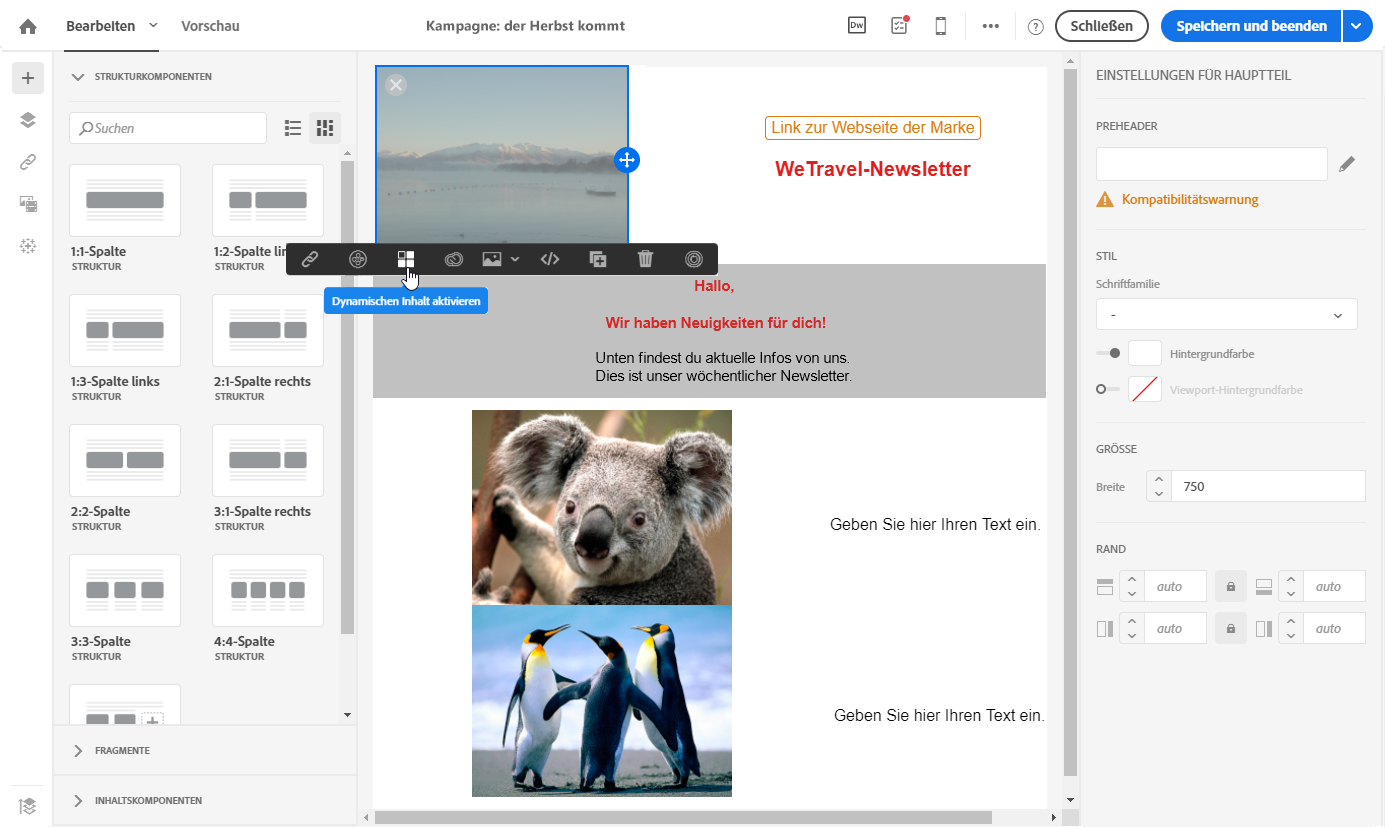 Bearbeiten
Vorschau
Kampagne: der Herbst kommt
Dw
Schließen
Speichern und beenden
STRUKTURKOMPONENTEN
Suchen
1:1-Spalte
STRUKTUR
1:2-Spalte lin
STRUKTUR
1:3-Spalte links
STRUKTUR
2:1-Spalte rechts
STRUKTUR
2:2-Spalte
STRUKTUR
3:1-Spalte rechts
STRUKTUR
3:3-Spalte
STRUKTUR
4:4-Spalte
STRUKTUR
FRAGMENTE
INHALTSKOMPONENTEN
Link zur Webseite der Marke
WeTravel-Newsletter
Dynamischen Inhalt aktivieren
Hallo,
Wir haben Neuigkeiten für dich!
Unten findest du aktuelle Infos von uns.
Dies ist unser wöchentlicher Newsletter.
Geben Sie hier Ihren Text ein.
Geben Sie hier Ihren Text ein.
EINSTELLUNGEN FÜR HAUPTTEIL
PREHEADER
Kompatibilitätswarnung
STIL
Schriftfamilie
-
Hintergrundfarbe
Viewport-Hintergrundfarbe
GRÖSSE
Breite
750
RAND
auto
auto
auto
auto